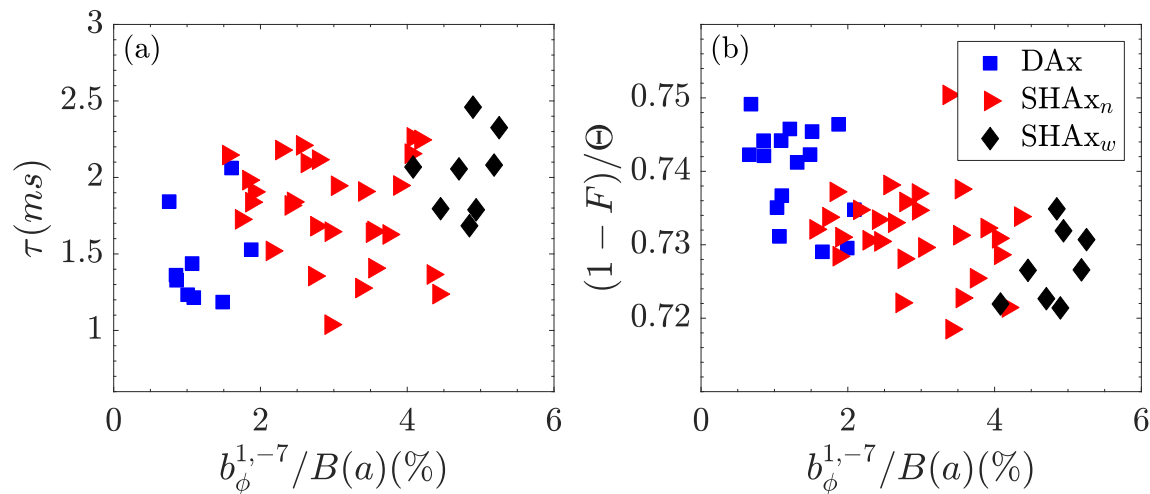 (a)
3
2.5
2
1.5
1
τ(ms)
0 2 4 6
b_ϕ^{1,−7}/B(a)(%)
(b)
DAx
SHAx_n
SHAx_w
0.75
0.74
0.73
0.72
(1 − F)/Θ
0 2 4 6
b_ϕ^{1,−7}/B(a)(%)